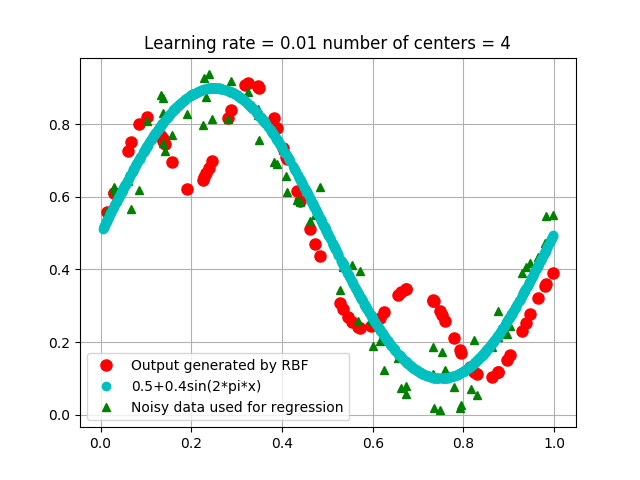 Learning rate = 0.01 number of centers = 4
0.8
0.6
0.4
0.2
0.0
Output generated by RBF
0.5+0.4sin(2*pi*x)
Noisy data used for regression
0.0 0.2 0.4 0.6 0.8 1.0